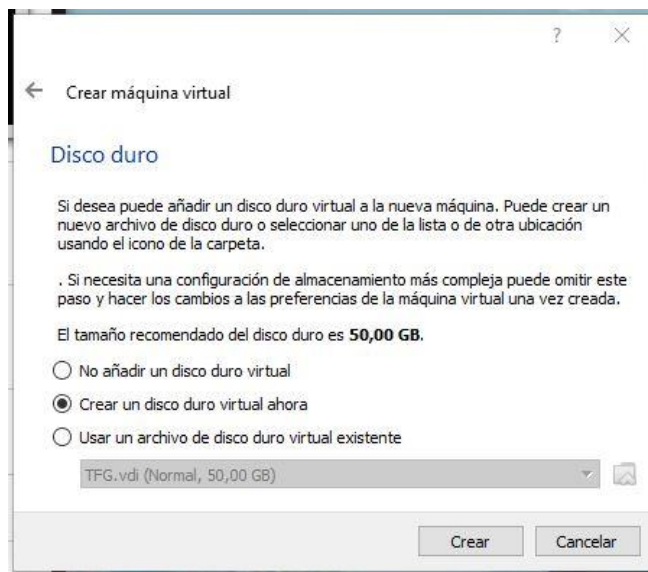 ?
Crear máquina virtual
Disco duro
Si desea puede añadir un disco duro virtual a la nueva máquina. Puede crear un
nuevo archivo de disco duro o seleccionar uno de la lista o de otra ubicación
usando el icono de la carpeta.
. Si necesita una configuración de almacenamiento más compleja puede omitir este
paso y hacer los cambios a las preferencias de la máquina virtual una vez creada.
El tamaño recomendado del disco duro es 50,00 GB.
No añadir un disco duro virtual
Crear un disco duro virtual ahora
Usar un archivo de disco duro virtual existente
TFG.vdi (Normal, 50,00 GB)
Crear Cancelar